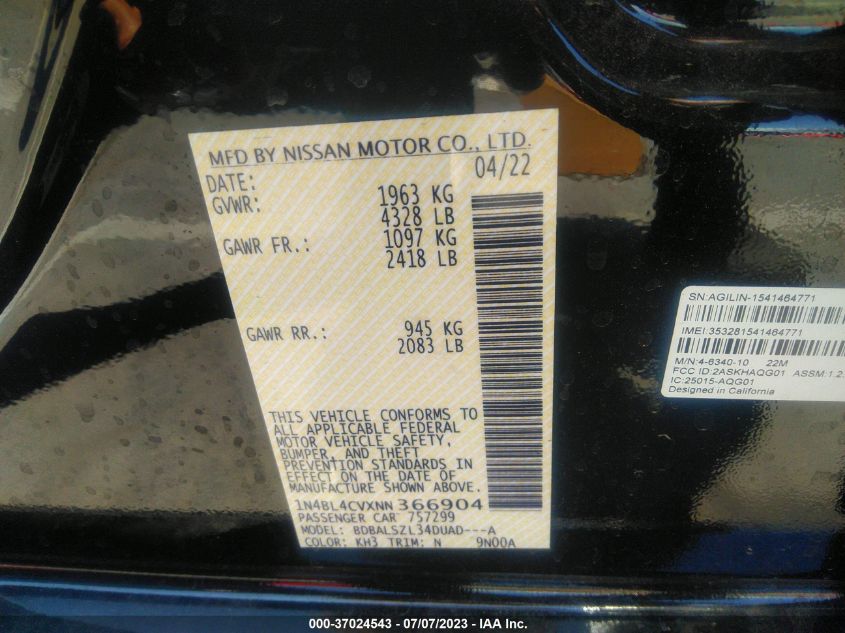 MFD BY NISSAN MOTOR CO., LTD.
DATE: 04/22
GVWR: 1963 KG
4328 LB
GAWR FR.: 1097 KG
2418 LB
GAWR RR.: 945 KG
2083 LB
THIS VEHICLE CONFORMS TO
ALL APPLICABLE FEDERAL
MOTOR VEHICLE SAFETY,
BUMPER, AND THEFT
PREVENTION STANDARDS IN
EFFECT ON THE DATE OF
MANUFACTURE SHOWN ABOVE.
1N4BL4CVXNN 366904
PASSENGER CAR 757299
MODEL: BDBALSZL34DUAD---A
COLOR: KH3 TRIM: N 9N00A
SN:AGILIN-1541464771
IMEI:353281541464771
M/N:4-6340-10 22M
FCC ID:2ASKHAQG01 ASSM:1.2
IC:25015-AQG01
Designed in California
000-37024543 - 07/07/2023 - IAA Inc.